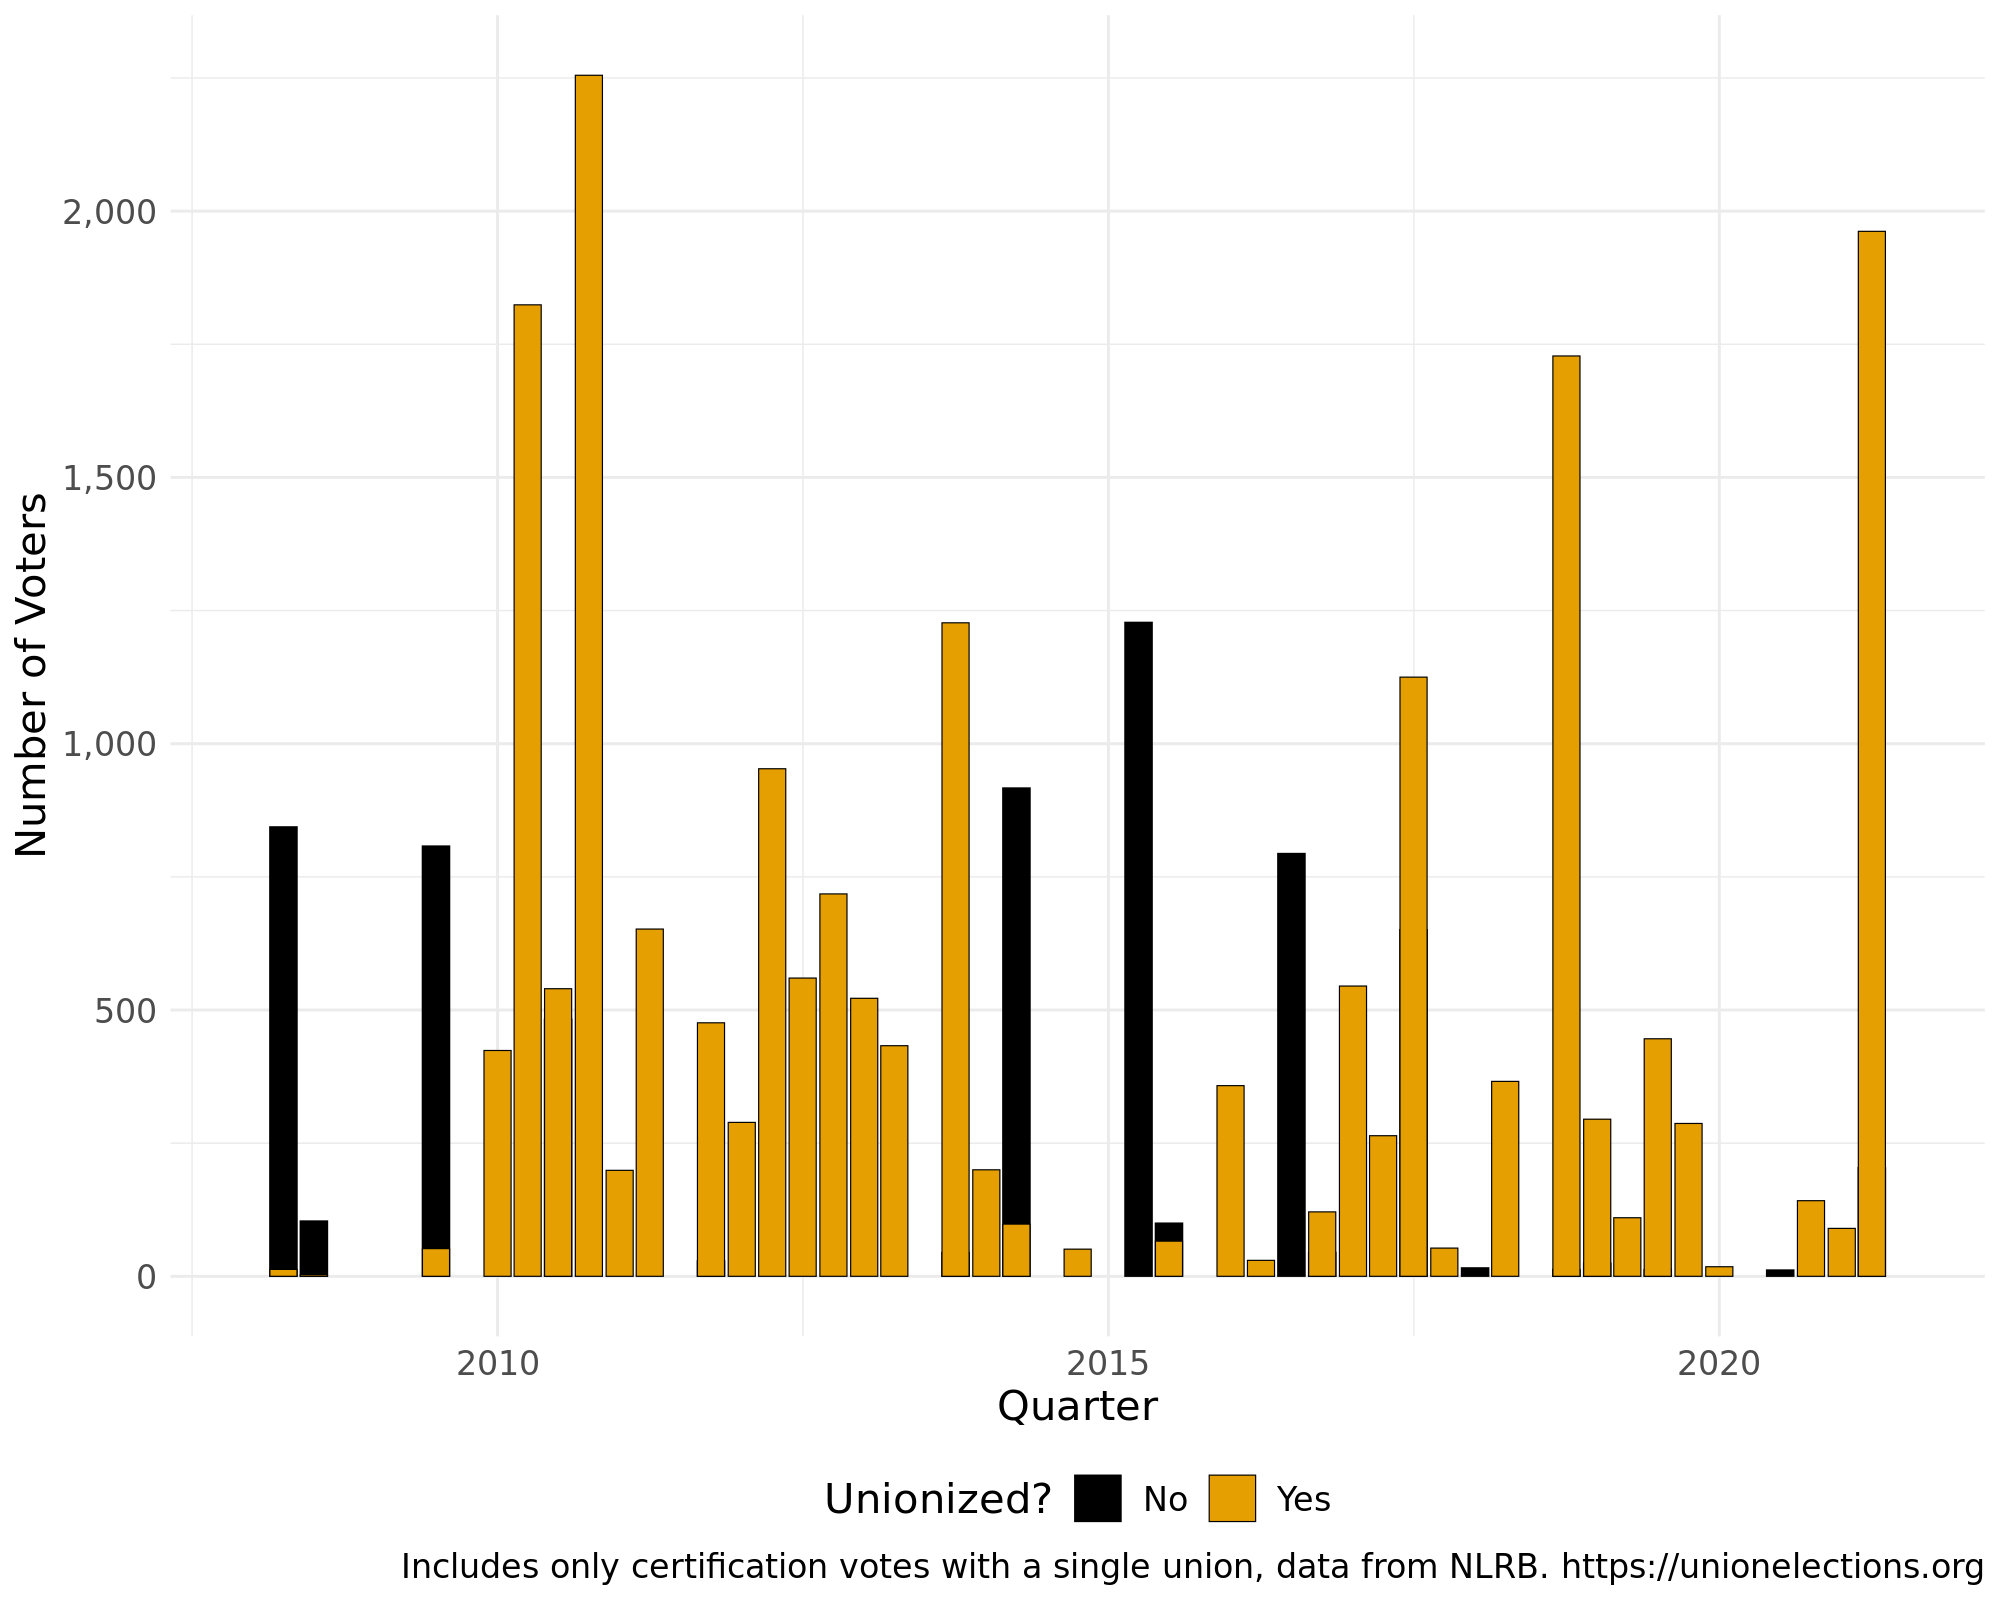 2,000
1,500
1,000
500
0
Number of Voters
2010
2015
2020
Quarter
Unionized?
No
Yes
Includes only certification votes with a single union, data from NLRB. https://unionelections.org